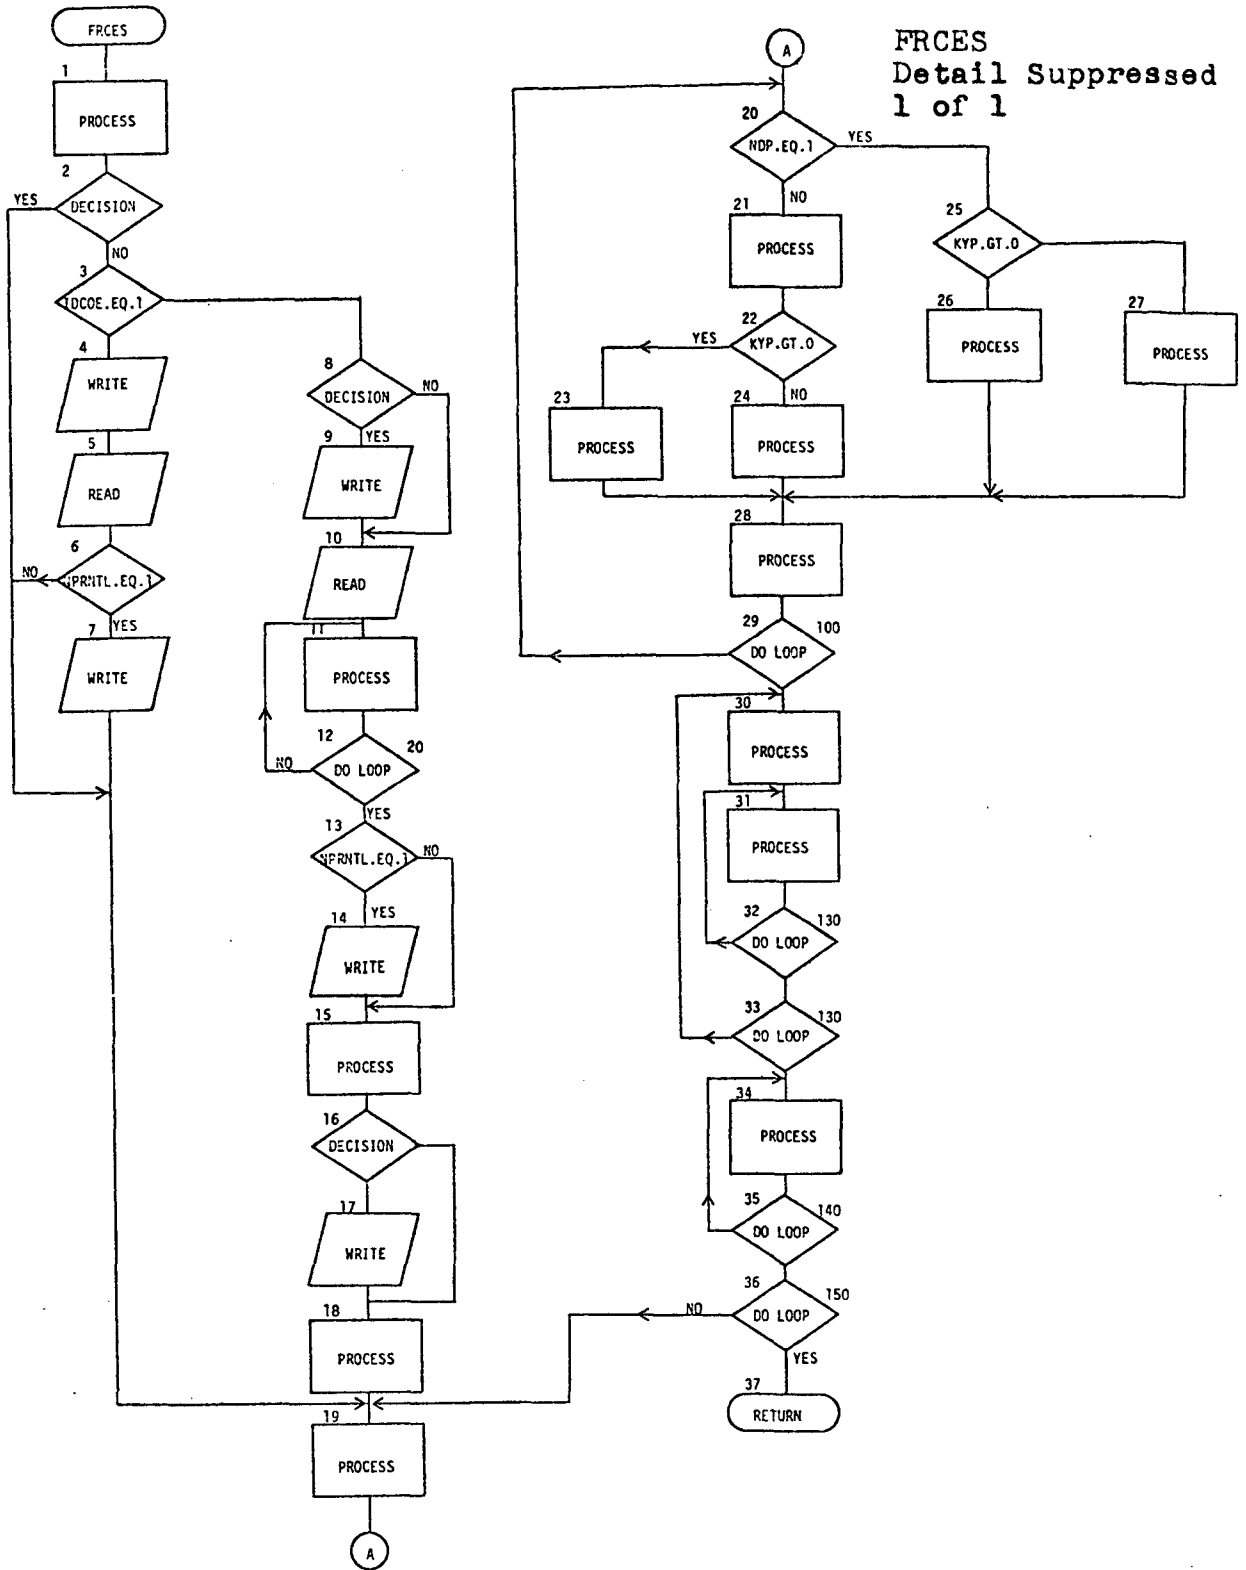 FRCES
Detail Suppressed
1 of 1
FRCES
1
PROCESS
2
DECISION
YES
NO
3
IDCOE.EQ.1
4
WRITE
5
READ
6
NPRNTL.EQ.1
NO
YES
7
WRITE
8
DECISION
NO
YES
9
WRITE
10
READ
11
PROCESS
12
20
DO LOOP
NO
YES
13
NPRNTL.EQ.1
NO
YES
14
WRITE
15
PROCESS
16
DECISION
17
WRITE
18
PROCESS
19
PROCESS
A
A
20
NDP.EQ.1
YES
NO
21
PROCESS
22
KYP.GT.0
YES
NO
23
PROCESS
24
PROCESS
25
KYP.GT.0
26
PROCESS
27
PROCESS
28
PROCESS
29
100
DO LOOP
30
PROCESS
31
PROCESS
32
130
DO LOOP
33
130
DO LOOP
34
PROCESS
35
140
DO LOOP
36
150
DO LOOP
NO
YES
37
RETURN